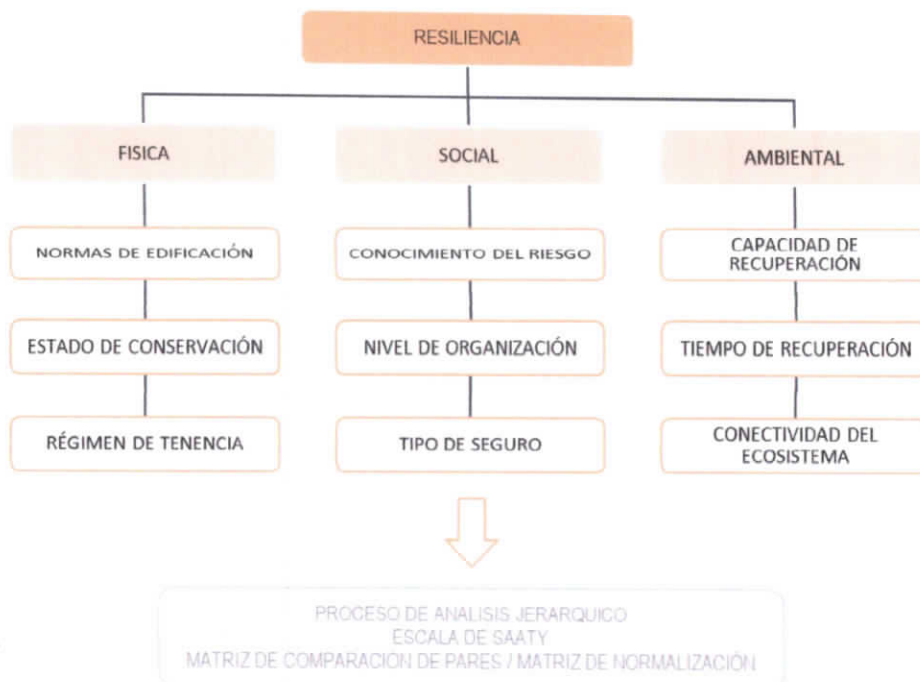 RESILIENCIA
FISICA
SOCIAL
AMBIENTAL
NORMAS DE EDIFICACIÓN
CONOCIMIENTO DEL RIESGO
CAPACIDAD DE
RECUPERACIÓN
ESTADO DE CONSERVACIÓN
NIVEL DE ORGANIZACIÓN
TIEMPO DE RECUPERACIÓN
RÉGIMEN DE TENENCIA
TIPO DE SEGURO
CONECTIVIDAD DEL
ECOSISTEMA
PROCESO DE ANALISIS JERARQUICO
ESCALA DE SAATY
MATRIZ DE COMPARACIÓN DE PARES / MATRIZ DE NORMALIZACIÓN